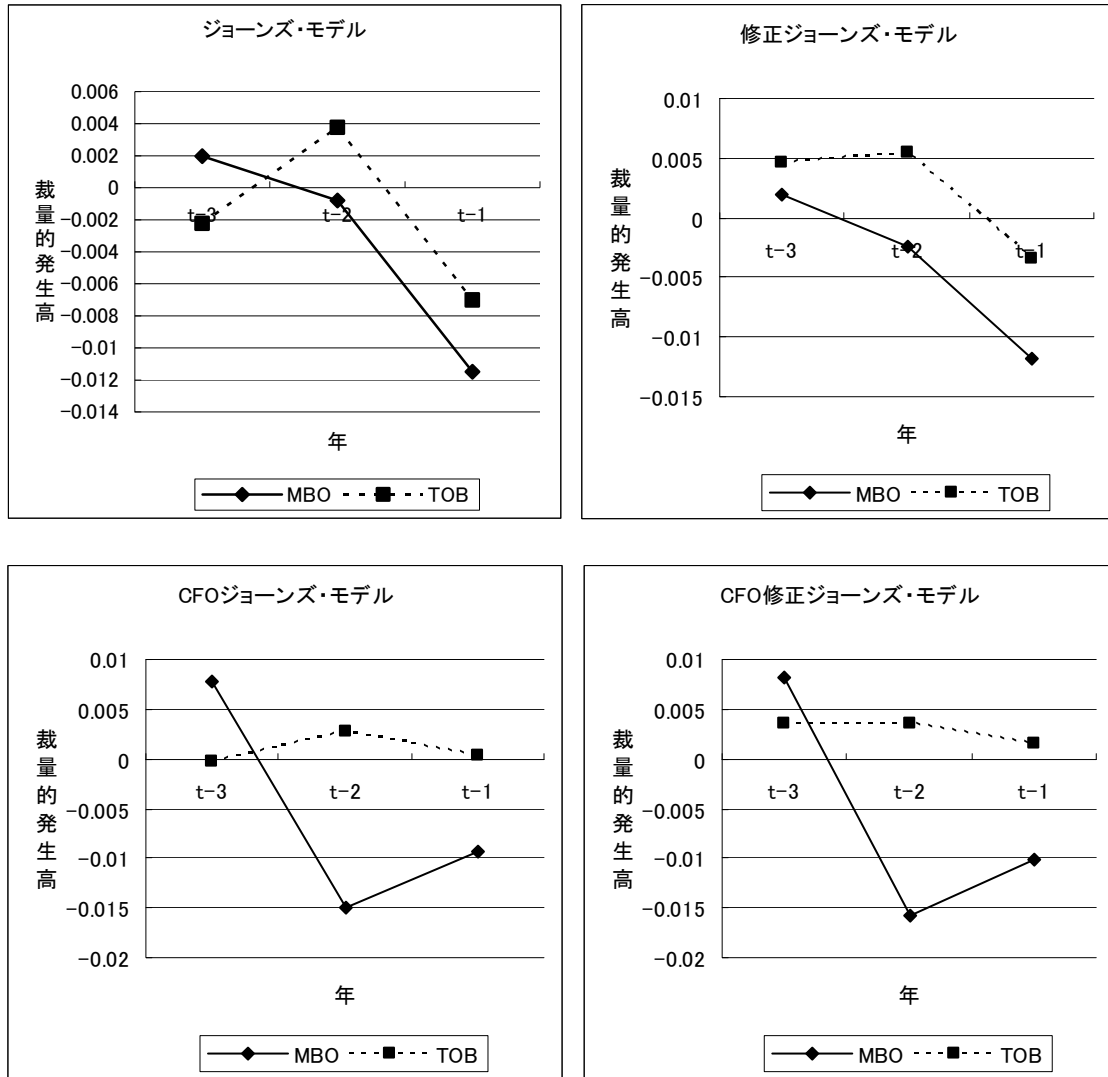 ジョーンズ・モデル
0.006
0.004
0.002
0
-0.002
-0.004
-0.006
-0.008
-0.01
-0.012
-0.014
裁量的発生高
t-3
t-2
t-1
年
MBO
TOB
修正ジョーンズ・モデル
0.01
0.005
0
-0.005
-0.01
-0.015
裁量的発生高
t-3
t-2
t-1
年
MBO
TOB
CFOジョーンズ・モデル
0.01
0.005
0
-0.005
-0.01
-0.015
-0.02
裁量的発生高
t-3
t-2
t-1
年
MBO
TOB
CFO修正ジョーンズ・モデル
0.01
0.005
0
-0.005
-0.01
-0.015
-0.02
裁量的発生高
t-3
t-2
t-1
年
MBO
TOB